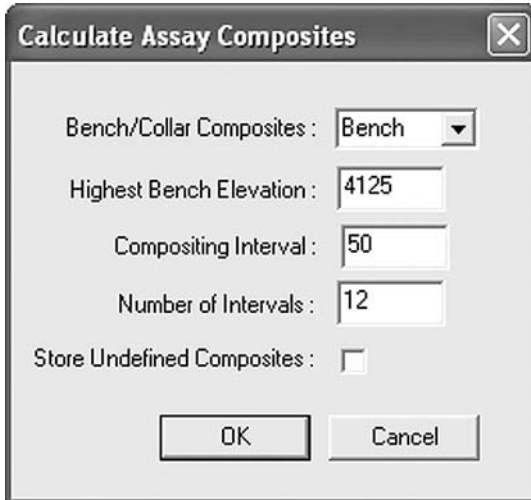 Calculate Assay Composites
Bench/Collar Composites : Bench
Highest Bench Elevation : 4125
Compositing Interval : 50
Number of Intervals : 12
Store Undefined Composites :
OK Cancel